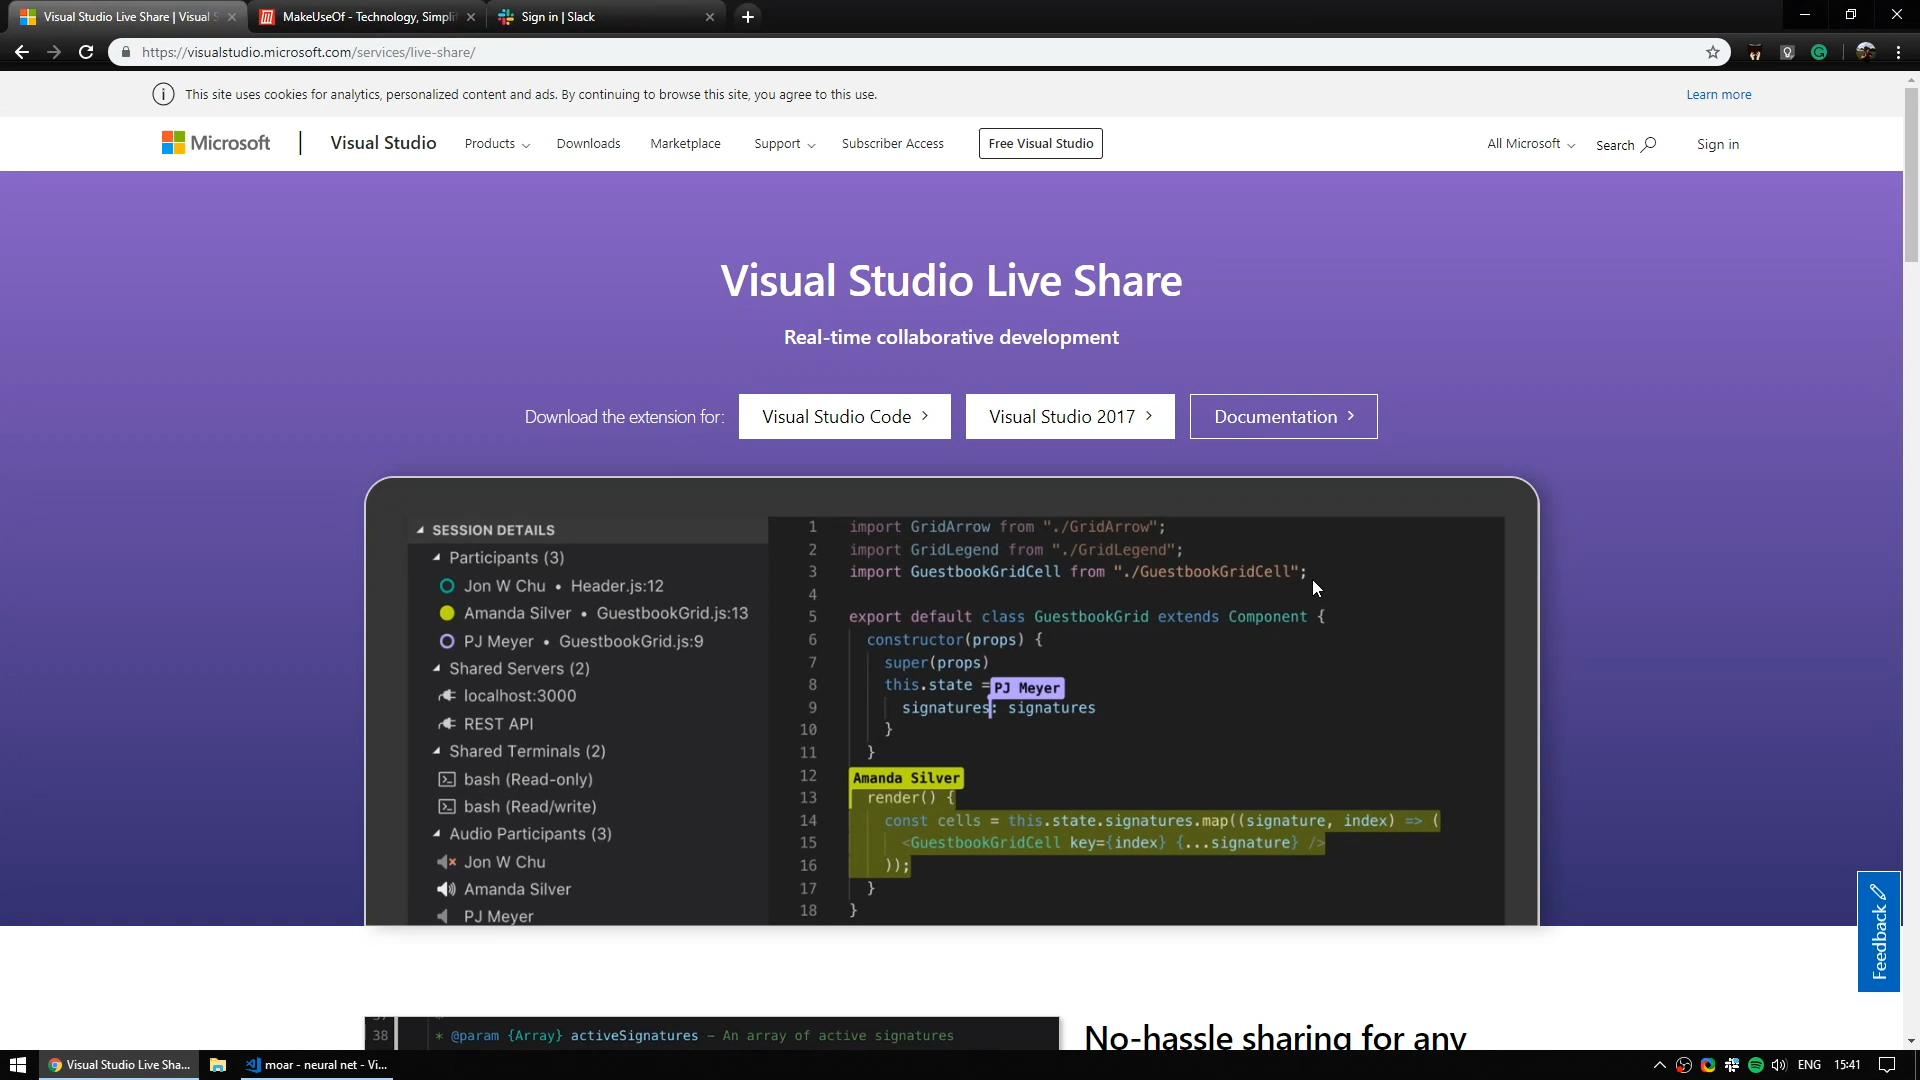 Visual Studio Live Share | Visual S
MakeUseOf - Technology, Simplif
Sign in | Slack
https://visualstudio.microsoft.com/services/live-share/
This site uses cookies for analytics, personalized content and ads. By continuing to browse this site, you agree to this use.
Learn more
Microsoft
Visual Studio
Products
Downloads
Marketplace
Support
Subscriber Access
Free Visual Studio
All Microsoft
Search
Sign in
Visual Studio Live Share
Real-time collaborative development
Download the extension for:
Visual Studio Code >
Visual Studio 2017 >
Documentation >
SESSION DETAILS
Participants (3)
Jon W Chu • Header.js:12
Amanda Silver • GuestbookGrid.js:13
PJ Meyer • GuestbookGrid.js:9
Shared Servers (2)
localhost:3000
REST API
Shared Terminals (2)
bash (Read-only)
bash (Read/write)
Audio Participants (3)
Jon W Chu
Amanda Silver
PJ Meyer
1 import GridArrow from "./GridArrow";
2 import GridLegend from "./GridLegend";
3 import GuestbookGridCell from "./GuestbookGridCell";
4
5 export default class GuestbookGrid extends Component {
6 constructor(props) {
7 super(props)
8 this.state =
PJ Meyer
9 signatures: signatures
10 }
11 }
12
Amanda Silver
13 render() {
14 const cells = this.state.signatures.map((signature, index) => (
15 <GuestbookGridCell key={index} {...signature} />
16 ));
17 }
18 }
Feedback
38 * @param {Array} activeSignatures – An array of active signatures
No-hassle sharing for any
Visual Studio Live Sha...
moar - neural net - Vi...
ENG
15:41